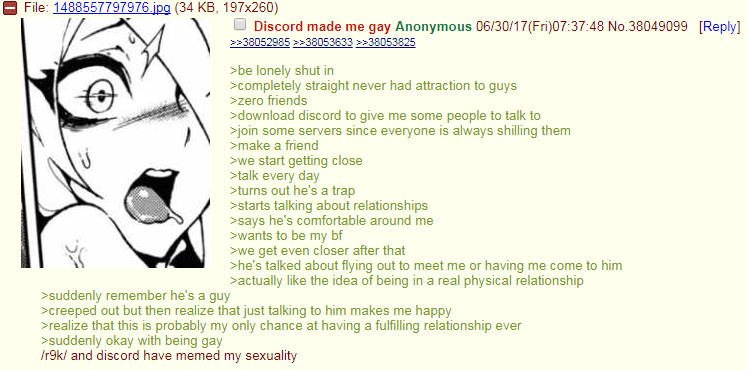 File: 1488557797976.jpg (34 KB, 197x260)
Discord made me gay Anonymous 06/30/17(Fri)07:37:48 No.38049099 [Reply]
>>38052985 >>38053633 >>38053825
>be lonely shut in
>completely straight never had attraction to guys
>zero friends
>download discord to give me some people to talk to
>join some servers since everyone is always shilling them
>make a friend
>we start getting close
>talk every day
>turns out he's a trap
>starts talking about relationships
>says he's comfortable around me
>wants to be my bf
>we get even closer after that
>he's talked about flying out to meet me or having me come to him
>actually like the idea of being in a real physical relationship
>suddenly remember he's a guy
>creeped out but then realize that just talking to him makes me happy
>realize that this is probably my only chance at having a fulfilling relationship ever
>suddenly okay with being gay
/r9k/ and discord have memed my sexuality